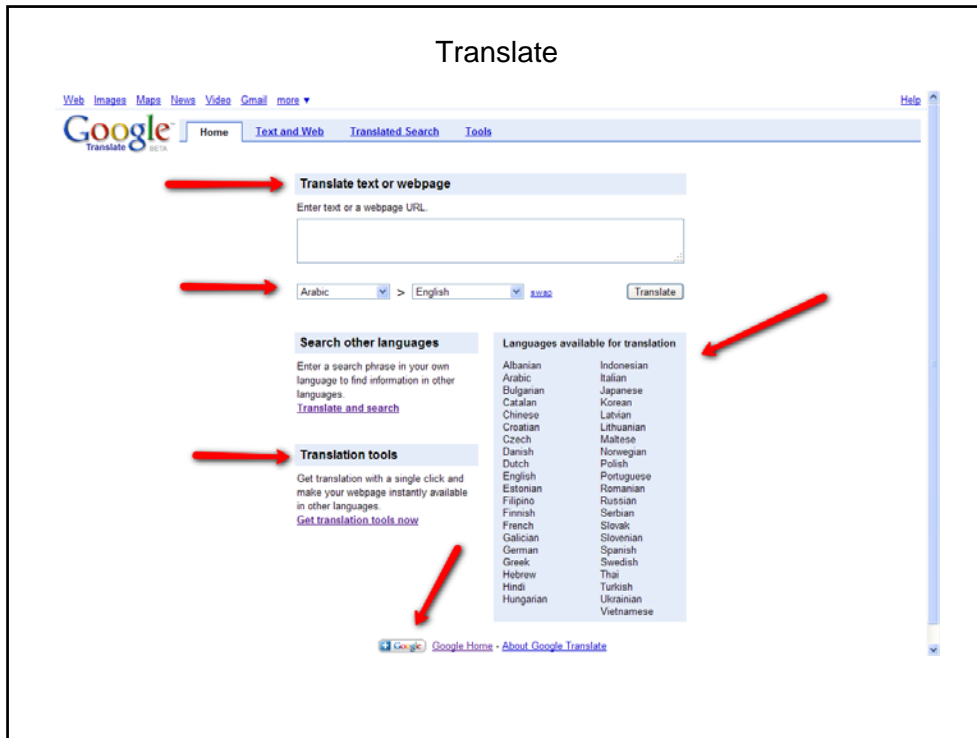 Translate
Web Images Maps News Video Gmail more ▼ Help
Google Translate BETA
Home Text and Web Translated Search Tools
Translate text or webpage
Enter text or a webpage URL.
Arabic > English swap Translate
Search other languages
Enter a search phrase in your own
language to find information in other
languages.
Translate and search
Translation tools
Get translation with a single click and
make your webpage instantly available
in other languages.
Get translation tools now
Languages available for translation
Albanian
Arabic
Bulgarian
Catalan
Chinese
Croatian
Czech
Danish
Dutch
English
Estonian
Filipino
Finnish
French
Galician
German
Greek
Hebrew
Hindi
Hungarian
Indonesian
Italian
Japanese
Korean
Latvian
Lithuanian
Maltese
Norwegian
Polish
Portuguese
Romanian
Russian
Serbian
Slovak
Slovenian
Spanish
Swedish
Thai
Turkish
Ukrainian
Vietnamese
Google Google Home - About Google Translate